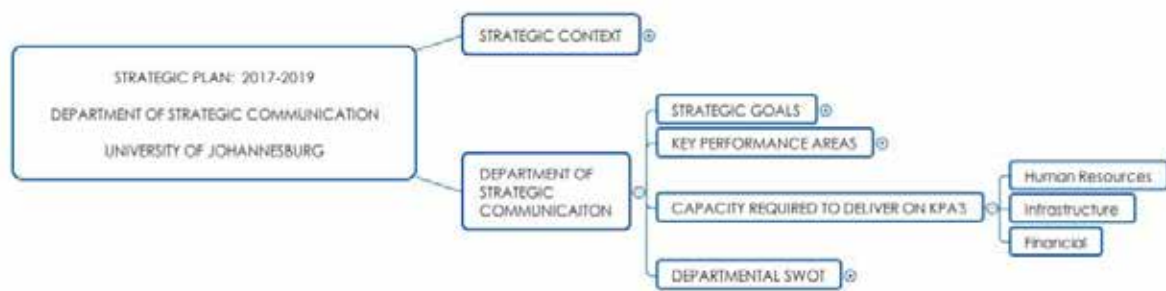 STRATEGIC PLAN: 2017-2019
DEPARTMENT OF STRATEGIC COMMUNICATION
UNIVERSITY OF JOHANNESBURG
STRATEGIC CONTEXT
DEPARTMENT OF
STRATEGIC
COMMUNICAITON
STRATEGIC GOALS
KEY PERFORMANCE AREAS
CAPACITY REQUIRED TO DELIVER ON KPA3
Human Resources
Infrastructure
Financial
DEPARTMENTAL SWOT